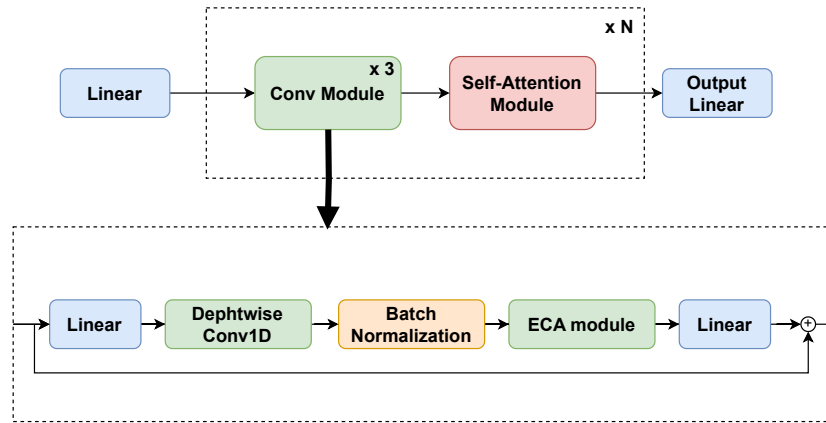 x N
x 3
Linear
Conv Module
Self-Attention
Module
Output
Linear
Linear
Dephtwise
Conv1D
Batch
Normalization
ECA module
Linear
+